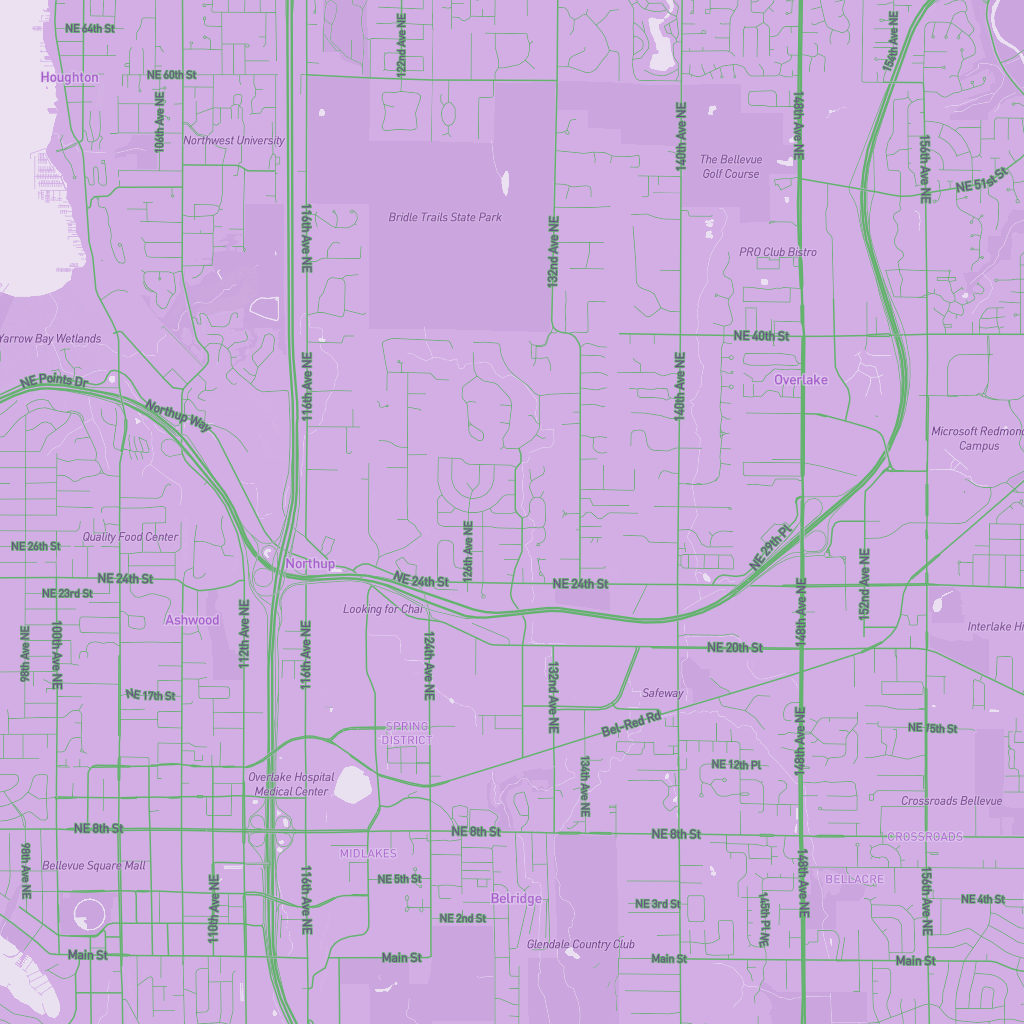 NE 64th St
122nd Ave NE
154th Ave NE
Houghton
NE 60th St
106th Ave NE
Northwest University
140th Ave NE
148th Ave NE
156th Ave NE
The Bellevue
Golf Course
NE 51st St
Bridle Trails State Park
116th Ave NE
132nd Ave NE
PRO Club Bistro
Yarrow Bay Wetlands
NE 40th St
NE Points Dr
116th Ave NE
140th Ave NE
Overlake
Northup Way
Microsoft Redmond
Campus
Quality Food Center
NE 26th St
126th Ave NE
NE 29th Pl
Northup
NE 24th St
NE 24th St
NE 24th St
NE 23rd St
152nd Ave NE
148th Ave NE
Looking for Chai
Ashwood
112th Ave NE
Interlake Hi
98th Ave NE
100th Ave NE
116th Ave NE
124th Ave NE
132nd Ave NE
NE 20th St
NE 17th St
Safeway
SPRING
DISTRICT
Bel-Red Rd
148th Ave NE
NE 15th St
NE 12th Pl
134th Ave NE
Overlake Hospital
Medical Center
Crossroads Bellevue
NE 8th St
NE 8th St
NE 8th St
CROSSROADS
98th Ave NE
Bellevue Square Mall
MIDLAKES
116th Ave NE
NE 5th St
148th Ave NE
BELLACRE
156th Ave NE
110th Ave NE
Belridge
NE 3rd St
145th Pl NE
NE 4th St
NE 2nd St
Glendale Country Club
Main St
Main St
Main St
Main St